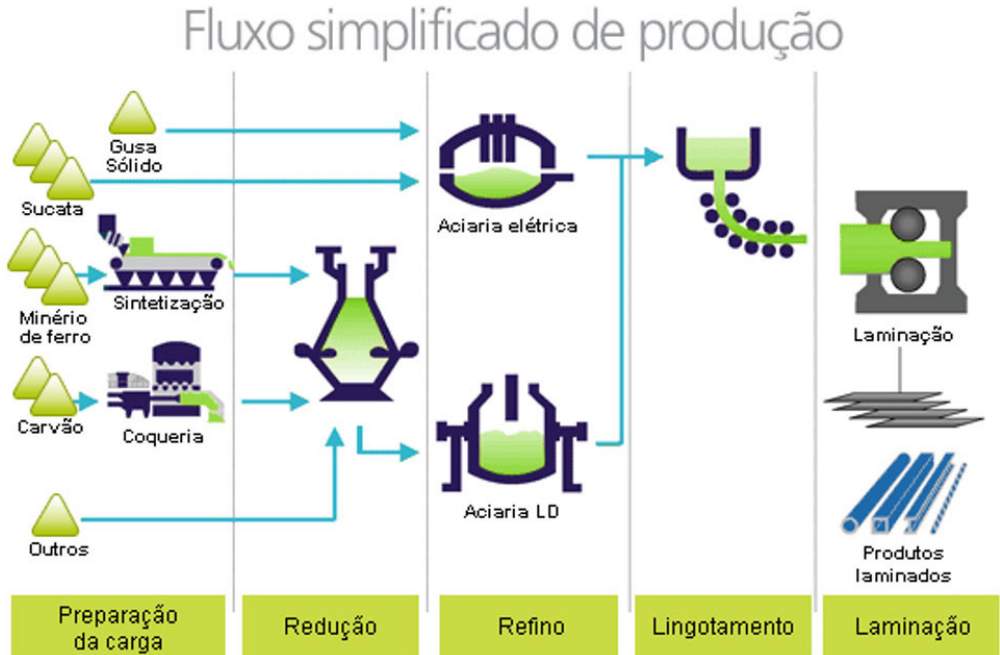 Fluxo simplificado de produção
Gusa
Sólido
Sucata
Aciaria elétrica
Minério
de ferro
Sintetização
Laminação
Carvão
Coqueria
Aciaria LD
Outros
Produtos
laminados
Preparação
da carga
Redução
Refino
Lingotamento
Laminação